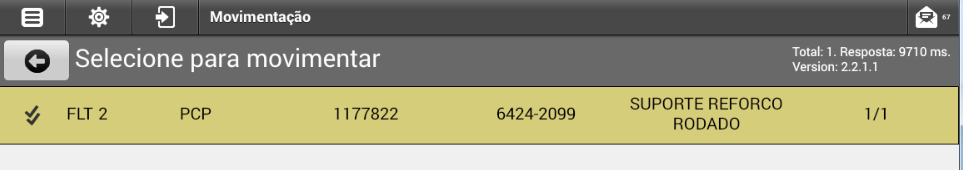 Movimentação
67
Selecione para movimentar
Total: 1. Resposta: 9710 ms.
Version: 2.2.1.1
FLT 2 PCP 1177822 6424-2099 SUPORTE REFORCO RODADO 1/1